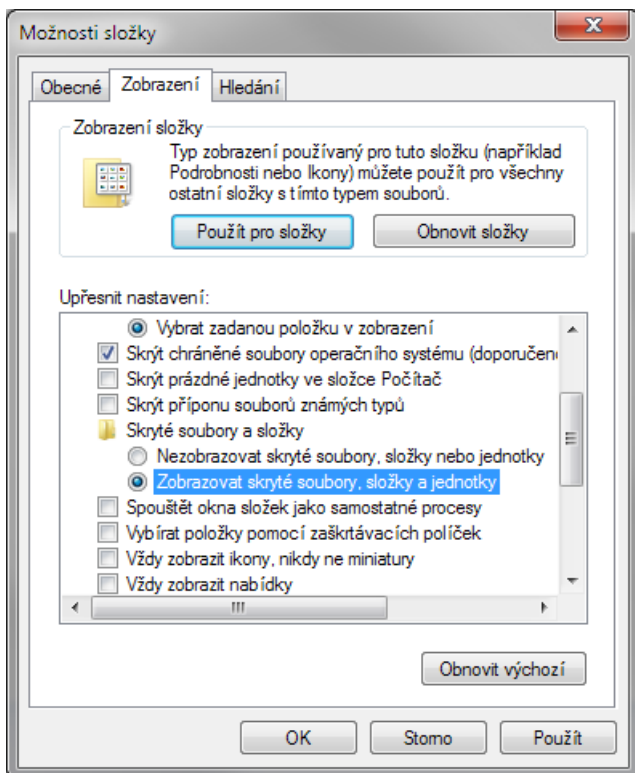 Možnosti složky
Obecné
Zobrazení
Hledání
Zobrazení složky
Typ zobrazení používaný pro tuto složku (například
Podrobnosti nebo Ikony) můžete použít pro všechny
ostatní složky s tímto typem souborů.
Použít pro složky
Obnovit složky
Upřesnit nastavení:
Vybrat zadanou položku v zobrazení
Skrýt chráněné soubory operačního systému (doporučen
Skrýt prázdné jednotky ve složce Počítač
Skrýt příponu souborů známých typů
Skryté soubory a složky
Nezobrazovat skryté soubory, složky nebo jednotky
Zobrazovat skryté soubory, složky a jednotky
Spouštět okna složek jako samostatné procesy
Vybírat položky pomocí zaškrtávacích políček
Vždy zobrazit ikony, nikdy ne miniatury
Vždy zobrazit nabídky
Obnovit výchozí
OK
Storno
Použít